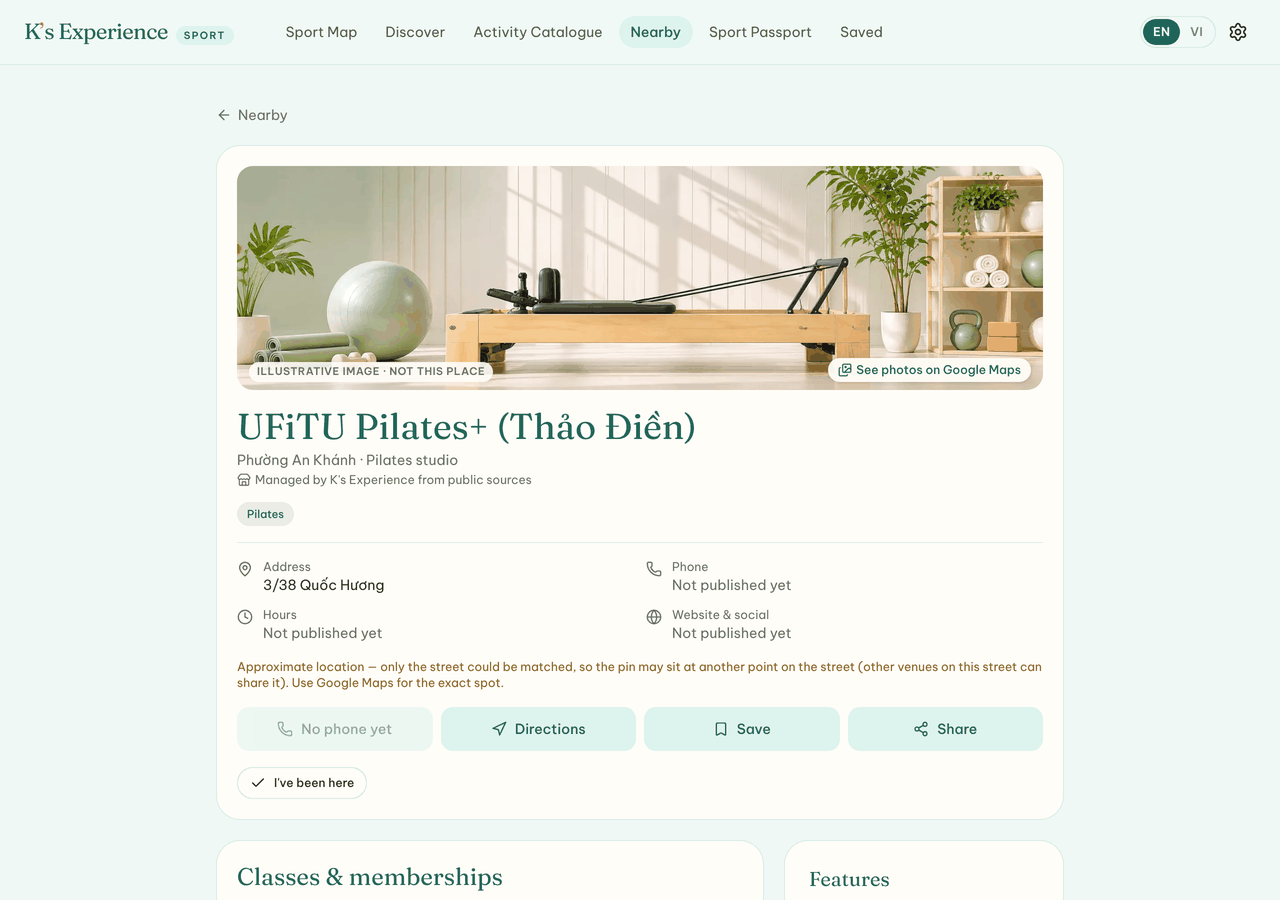 K's Experience SPORT
Sport Map
Discover
Activity Catalogue
Nearby
Sport Passport
Saved
EN
VI
Nearby
ILLUSTRATIVE IMAGE · NOT THIS PLACE
See photos on Google Maps
UFiTU Pilates+ (Thảo Điền)
Phường An Khánh · Pilates studio
Managed by K's Experience from public sources
Pilates
Address
3/38 Quốc Hương
Phone
Not published yet
Hours
Not published yet
Website & social
Not published yet
Approximate location — only the street could be matched, so the pin may sit at another point on the street (other venues on this street can
share it). Use Google Maps for the exact spot.
No phone yet
Directions
Save
Share
I've been here
Classes & memberships
Features